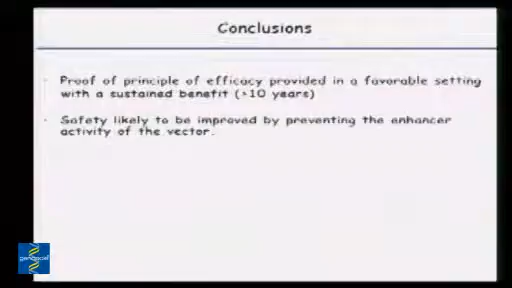 Conclusions
Proof of principle of efficacy provided in a favorable setting
with a sustained benefit (>10 years)
Safety likely to be improved by preventing the enhancer
activity of the vector.